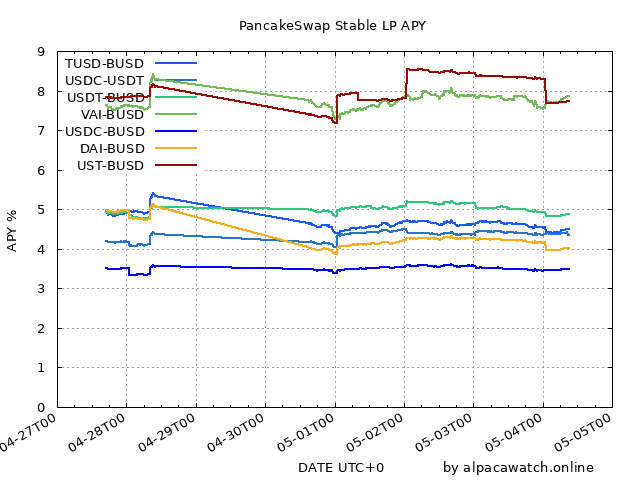 PancakeSwap Stable LP APY
9
8
7
6
5
4
3
2
1
0
APY %
TUSD-BUSD
USDC-USDT
USDT-BUSD
VAI-BUSD
USDC-BUSD
DAI-BUSD
UST-BUSD
04-27T00
04-28T00
04-29T00
04-30T00
05-01T00
05-02T00
05-03T00
05-04T00
05-05T00
DATE UTC+0
by alpacawatch.online